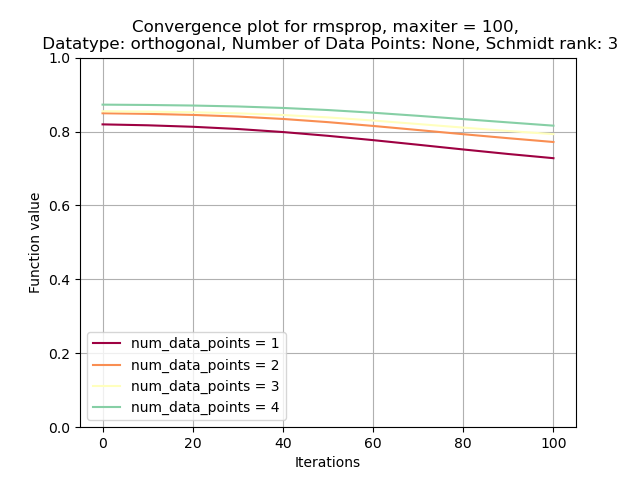 Convergence plot for rmsprop, maxiter = 100,
Datatype: orthogonal, Number of Data Points: None, Schmidt rank: 3
1.0
0.8
0.6
0.4
0.2
0.0
Function value
num_data_points = 1
num_data_points = 2
num_data_points = 3
num_data_points = 4
0 20 40 60 80 100
Iterations